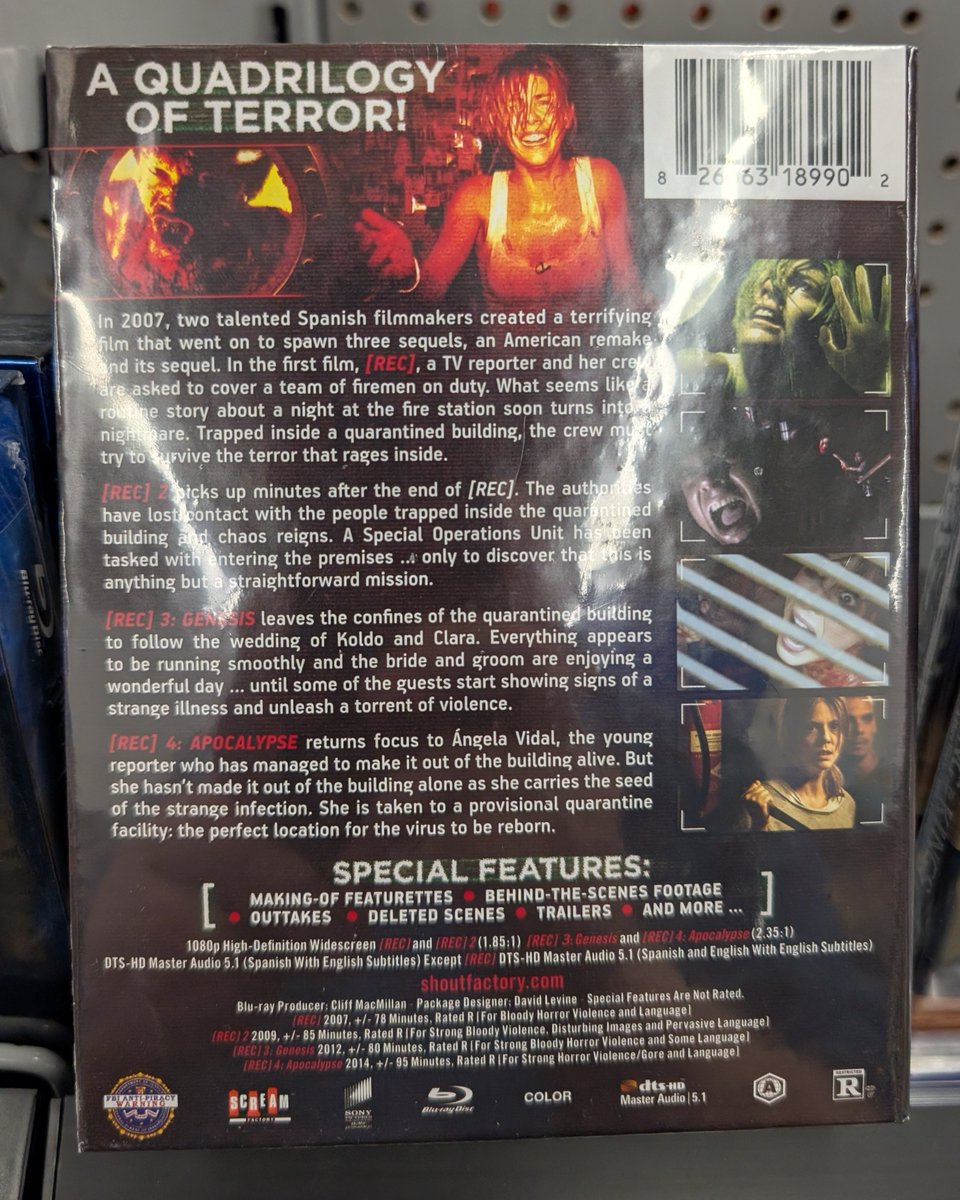 A QUADRILOGY
OF TERROR!
8 26 63 18990 2
In 2007, two talented Spanish filmmakers created a terrifying
film that went on to spawn three sequels, an American remake
and its sequel. In the first film, [REC], a TV reporter and her crew
are asked to cover a team of firemen on duty. What seems like a
routine story about a night at the fire station soon turns into a
nightmare. Trapped inside a quarantined building, the crew must
try to survive the terror that rages inside.
[REC] 2 picks up minutes after the end of [REC]. The authorities
have lost contact with the people trapped inside the quarantined
building and chaos reigns. A Special Operations Unit has been
tasked with entering the premises ... only to discover that this is
anything but a straightforward mission.
[REC] 3: GENESIS leaves the confines of the quarantined building
to follow the wedding of Koldo and Clara. Everything appears
to be running smoothly and the bride and groom are enjoying a
wonderful day ... until some of the guests start showing signs of a
strange illness and unleash a torrent of violence.
[REC] 4: APOCALYPSE returns focus to Ángela Vidal, the young
reporter who has managed to make it out of the building alive. But
she hasn't made it out of the building alone as she carries the seed
of the strange infection. She is taken to a provisional quarantine
facility: the perfect location for the virus to be reborn.
SPECIAL FEATURES:
MAKING-OF FEATURETTES • BEHIND-THE-SCENES FOOTAGE
• OUTTAKES • DELETED SCENES • TRAILERS • AND MORE ...
1080p High-Definition Widescreen [REC] and [REC] 2 (1.85:1) [REC] 3: Genesis and [REC] 4: Apocalypse (2.35:1)
DTS-HD Master Audio 5.1 (Spanish With English Subtitles) Except [REC] DTS-HD Master Audio 5.1 (Spanish and English With English Subtitles)
shoutfactory.com
Blu-ray Producer: Cliff MacMillan - Package Designer: David Levine - Special Features Are Not Rated.
[REC] 2007, +/- 78 Minutes, Rated R [For Bloody Horror Violence and Language]
[REC] 2 2009, +/- 85 Minutes, Rated R [For Strong Bloody Violence, Disturbing Images and Pervasive Language]
[REC] 3: Genesis 2012, +/- 80 Minutes, Rated R [For Strong Bloody Horror Violence and Some Language]
[REC] 4: Apocalypse 2014, +/- 95 Minutes, Rated R [For Strong Horror Violence/Gore and Language]
FBI ANTI-PIRACY
WARNING
SCREAM
FACTORY
SONY
Blu-ray Disc
COLOR
dts-HD
Master Audio | 5.1
A
RESTRICTED
R
Blu-ray Disc